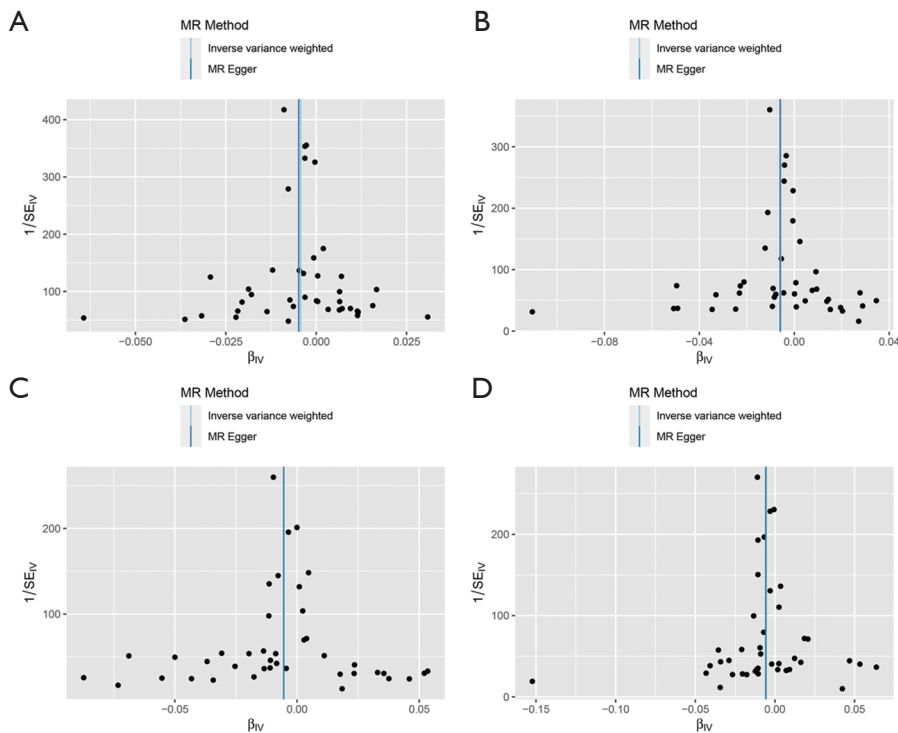 A
MR Method
Inverse variance weighted
MR Egger
400
300
200
100
1/SEIV
−0.050
−0.025
0.000
0.025
βIV
B
MR Method
Inverse variance weighted
MR Egger
300
200
100
0
1/SEIV
−0.08
−0.04
0.00
0.04
βIV
C
MR Method
Inverse variance weighted
MR Egger
200
100
1/SEIV
−0.05
0.00
0.05
βIV
D
MR Method
Inverse variance weighted
MR Egger
200
100
0
1/SEIV
−0.15
−0.10
−0.05
0.00
0.05
βIV